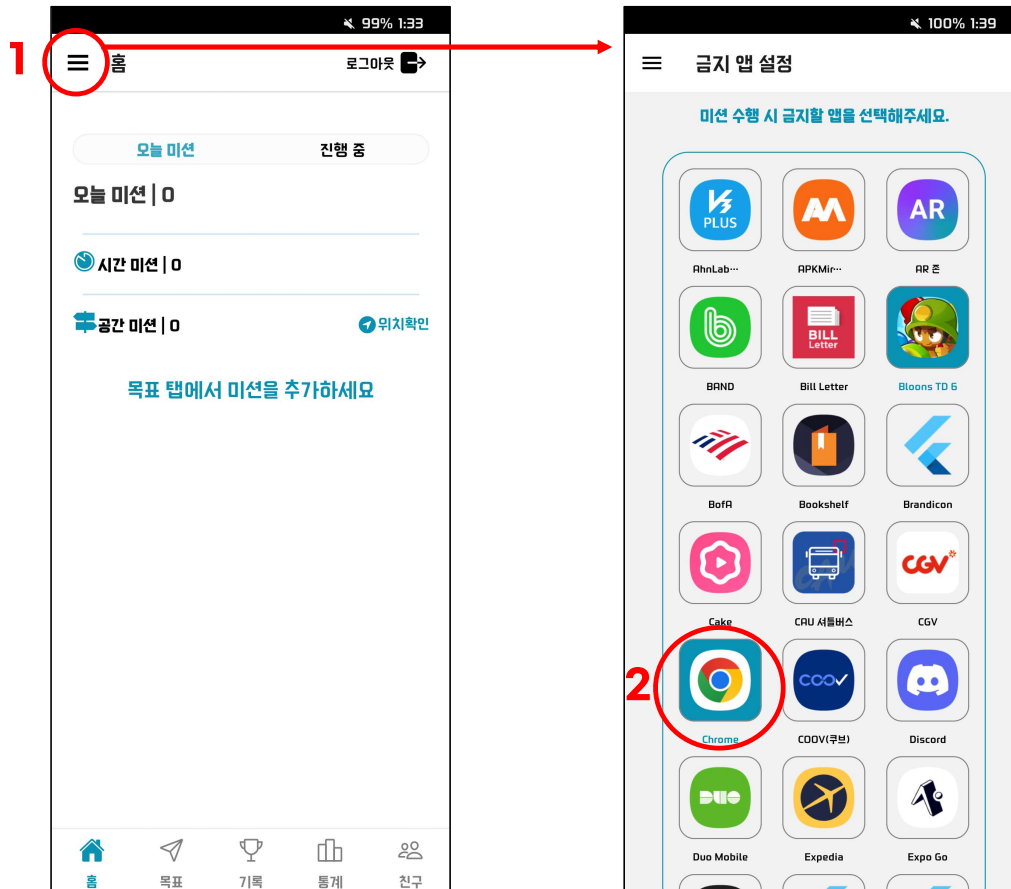 1
99% 1:33
홈
로그아웃
오늘 미션
진행 중
오늘 미션 | 0
시간 미션 | 0
공간 미션 | 0
위치확인
목표 탭에서 미션을 추가하세요
홈
목표
기록
통계
친구
100% 1:39
금지 앱 설정
미션 수행 시 금지할 앱을 선택해주세요.
V3
PLUS
AR
AhnLab…
APKMir…
AR 존
BILL
Letter
BAND
Bill Letter
Bloons TD 6
BofA
Bookshelf
Brandicon
CAU
CGV
Cake
CAU 셔틀버스
CGV
2
COOV
Chrome
COOV(쿠브)
Discord
DUO
Duo Mobile
Expedia
Expo Go